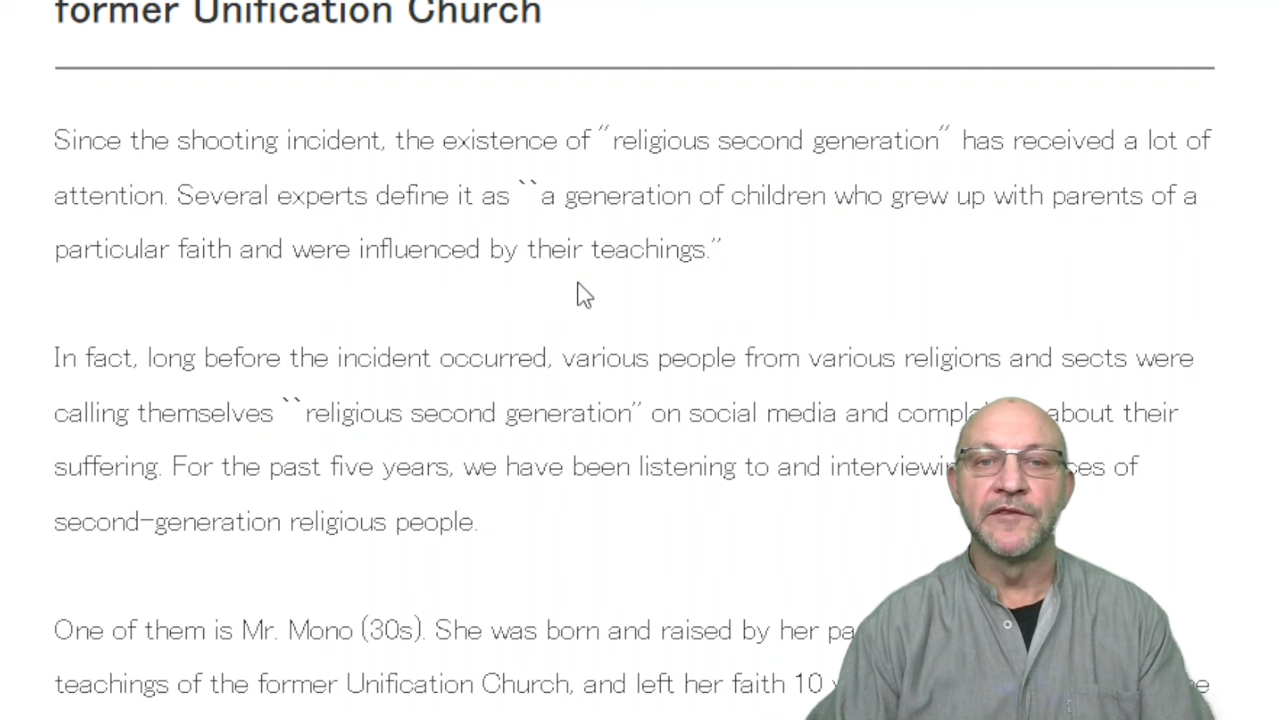 former Unification Church
Since the shooting incident, the existence of "religious second generation" has received a lot of
attention. Several experts define it as ``a generation of children who grew up with parents of a
particular faith and were influenced by their teachings.”
In fact, long before the incident occurred, various people from various religions and sects were
calling themselves ``religious second generation” on social media and about their
suffering. For the past five years, we have been listening to and of
second-generation religious people.
One of them is Mr. Mono (30s). She was born and raised by her
teachings of the former Unification Church, and left her faith 10